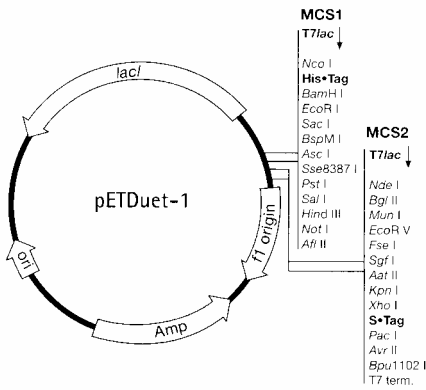 MCS1
T7lac
Nco I
His•Tag
BamH I
EcoR I
Sac I
BspM I
Asc I
Sse8387 I
Pst I
Sal I
Hind III
Not I
Afl II
MCS2
T7lac
Nde I
Bgl II
Mun I
EcoR V
Fse I
Sgf I
Aat II
Kpn I
Xho I
S•Tag
Pac I
Avr II
Bpu1102 I
T7 term.
lacI
pETDuet-1
f1 origin
ori
Amp